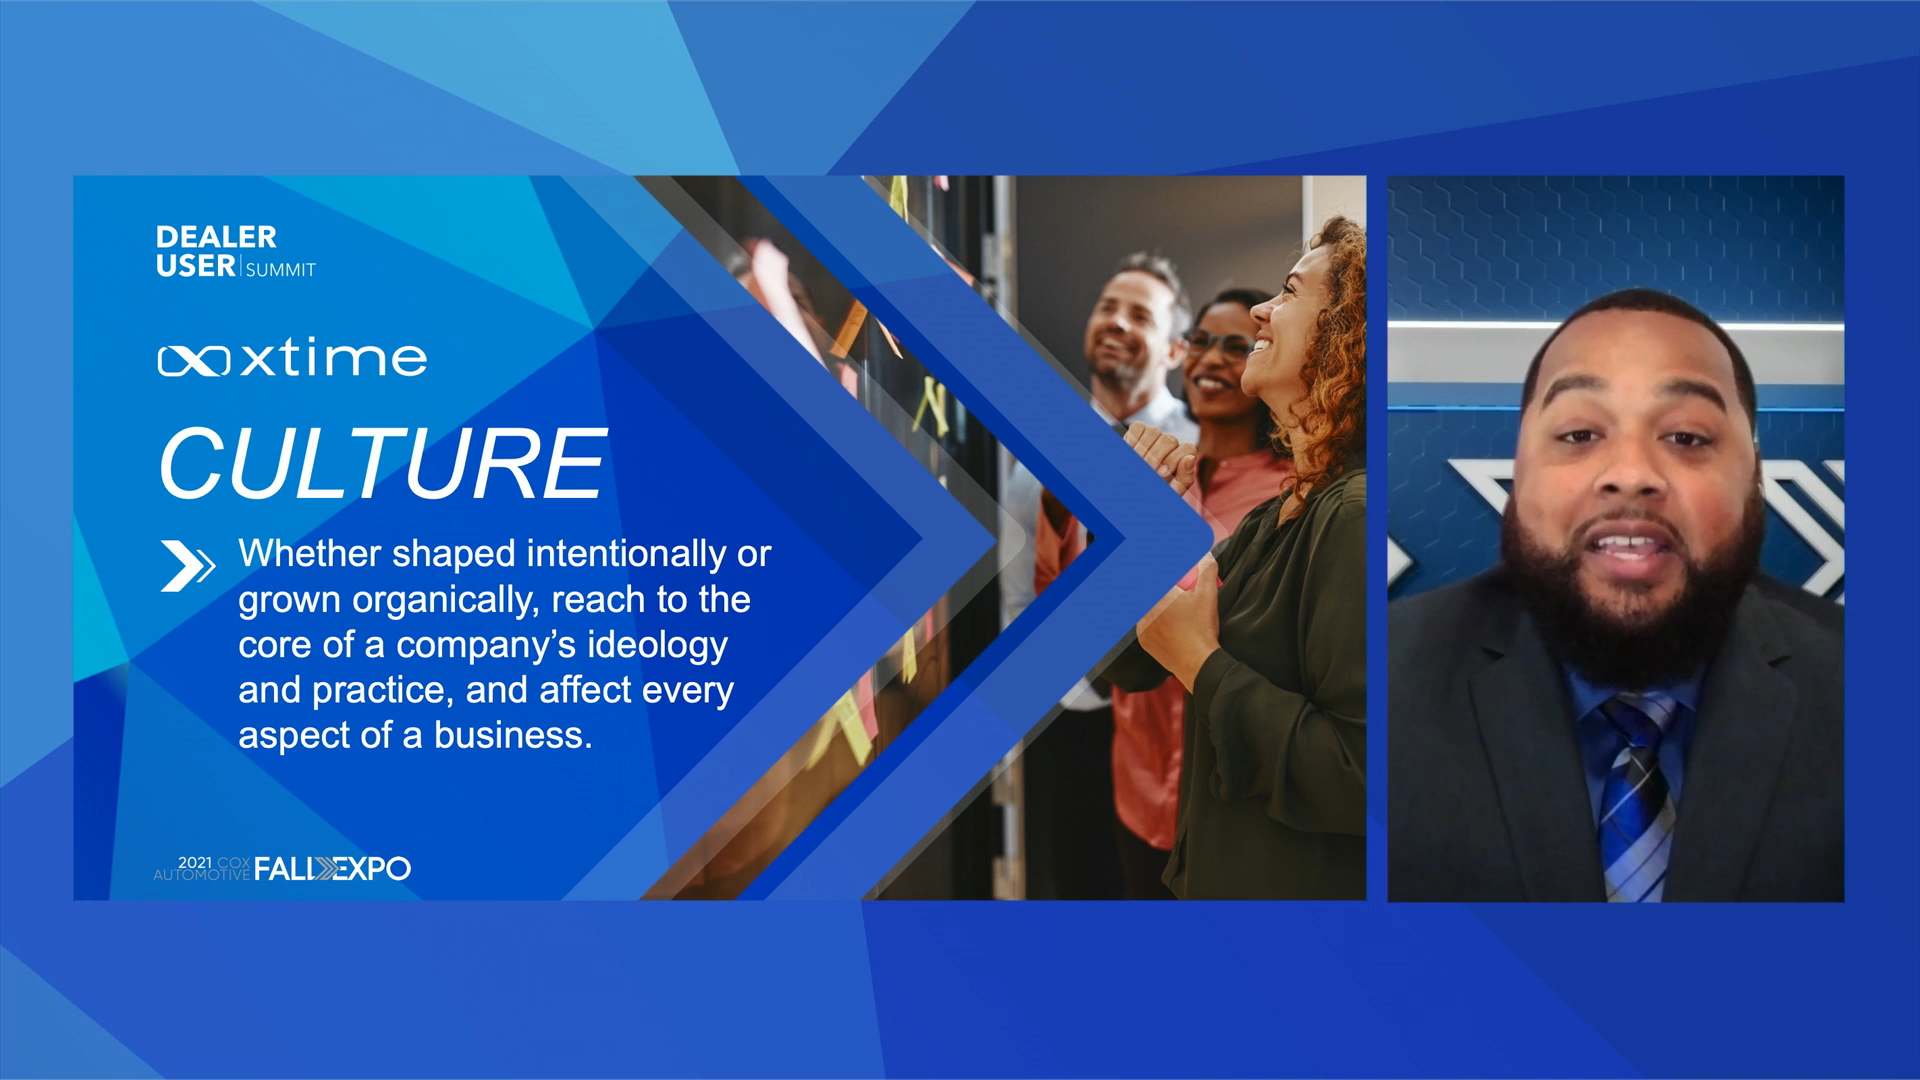 DEALER
USER | SUMMIT
xtime
CULTURE
Whether shaped intentionally or
grown organically, reach to the
core of a company’s ideology
and practice, and affect every
aspect of a business.
2021 COX
AUTOMOTIVE FALL EXPO